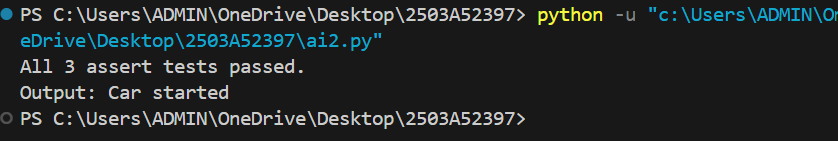 PS C:\Users\ADMIN\OneDrive\Desktop\2503A52397> python -u "c:\Users\ADMIN\On
eDrive\Desktop\2503A52397\ai2.py"
All 3 assert tests passed.
Output: Car started
PS C:\Users\ADMIN\OneDrive\Desktop\2503A52397>